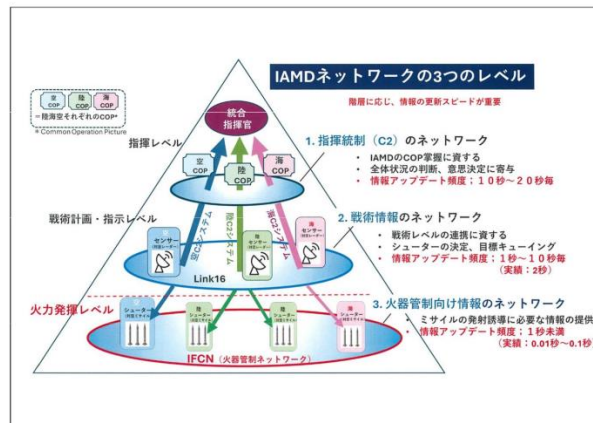 IAMDネットワークの3つのレベル
階層に応じ、情報の更新スピードが重要
空
COP
陸
COP
海
COP
=陸海空それぞれのCOP*
* Common Operation Picture
統合
指揮官
指揮レベル
空
COP
陸
COP
海
COP
1. 指揮統制(C2)のネットワーク
• IAMDのCOP掌握に資する
• 全体状況の判断、意思決定に寄与
• 情報アップデート頻度;10秒~20秒毎
戦術計画・指示レベル
空C2システム
陸C2システム
海C2システム
センサー
センサー
センサー
Link16
2. 戦術情報のネットワーク
• 戦術レベルの連携に資する
• シューターの決定、目標キューイング
• 情報アップデート頻度;1秒~10秒毎
(実績:2秒)
火力発揮レベル
シューター
陸
シューター
陸
シューター
海
シューター
IFCN(火器管制ネットワーク)
3. 火器管制向け情報のネットワーク
• ミサイルの発射誘導に必要な情報の提供
• 情報アップデート頻度;1秒未満
(実績:0.01秒~0.1秒)